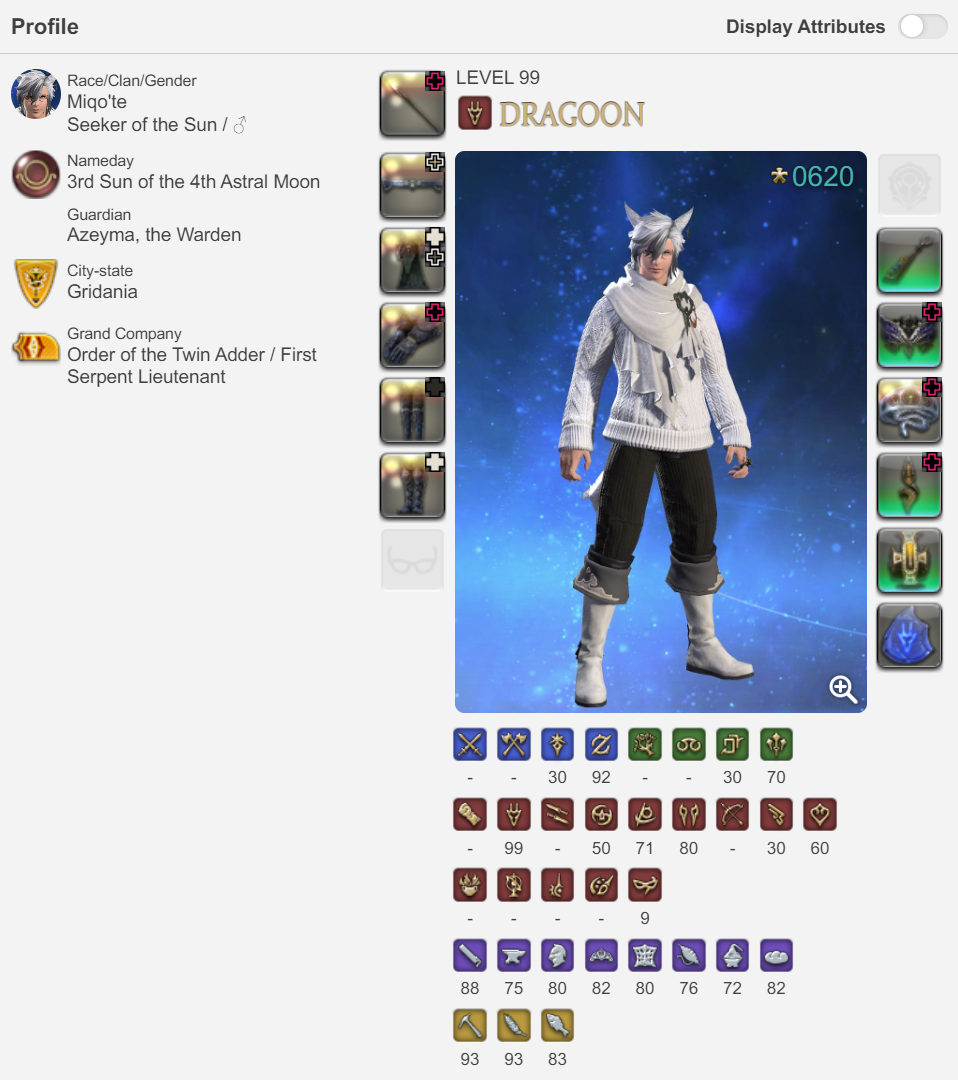 Profile
Display Attributes
Race/Clan/Gender
Miqo'te
Seeker of the Sun / ♂
Nameday
3rd Sun of the 4th Astral Moon
Guardian
Azeyma, the Warden
City-state
Gridania
Grand Company
Order of the Twin Adder / First
Serpent Lieutenant
LEVEL 99
DRAGOON
0620
- - 30 92 - - 30 70
- 99 - 50 71 80 - 30 60
- - - - 9
88 75 80 82 80 76 72 82
93 93 83